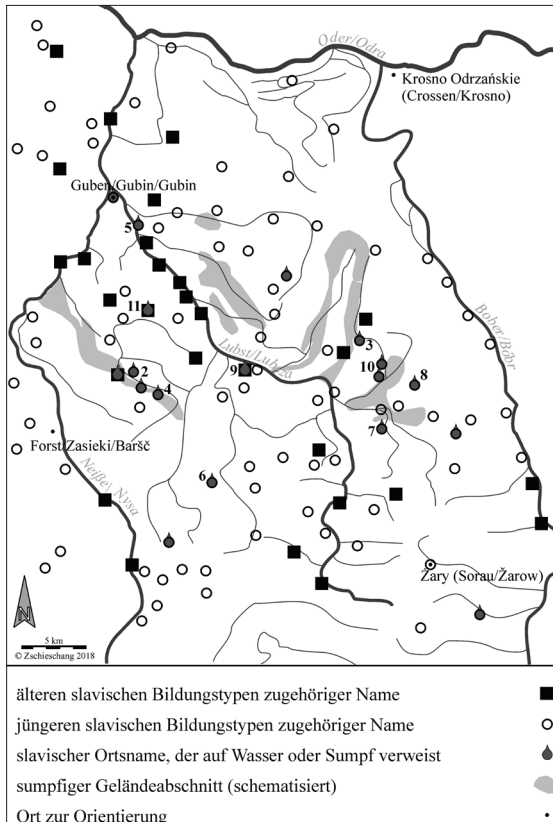 Oder/Odra
Krosno Odrzańskie
(Crossen/Krosno)
Guben/Gubin/Gubin
5
11
Lubst/Lubsza
Bober/Bóbr
3
2
9
10
8
4
7
Forst/Zasieki/Baršć
Neiße/Nysa
6
Żary (Sorau/Žarow)
N
5 km
© Zschieschang 2018
älteren slavischen Bildungstypen zugehöriger Name
jüngeren slavischen Bildungstypen zugehöriger Name
slavischer Ortsname, der auf Wasser oder Sumpf verweist
sumpfiger Geländeabschnitt (schematisiert)
Ort zur Orientierung